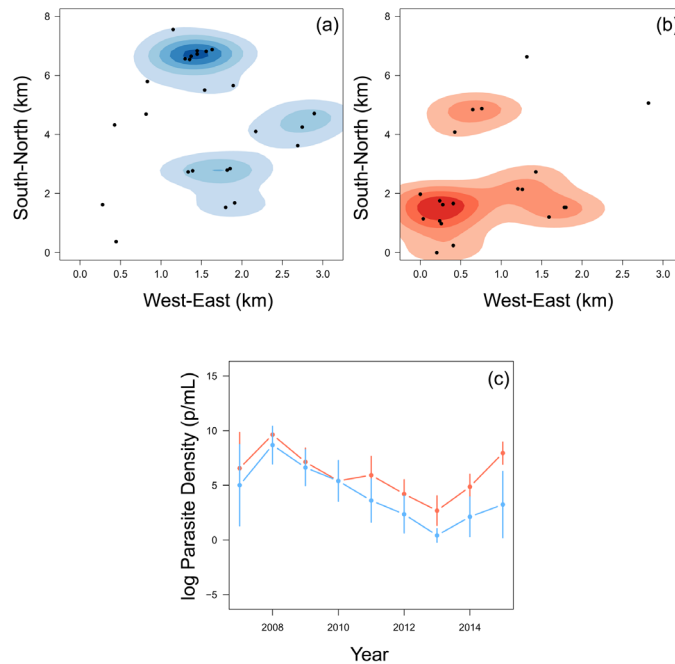 (a)
South-North (km)
8
6
4
2
0
0.0 0.5 1.0 1.5 2.0 2.5 3.0
West-East (km)
(b)
South-North (km)
8
6
4
2
0
0.0 0.5 1.0 1.5 2.0 2.5 3.0
West-East (km)
(c)
log Parasite Density (p/mL)
15
10
5
0
−5
2008 2010 2012 2014
Year